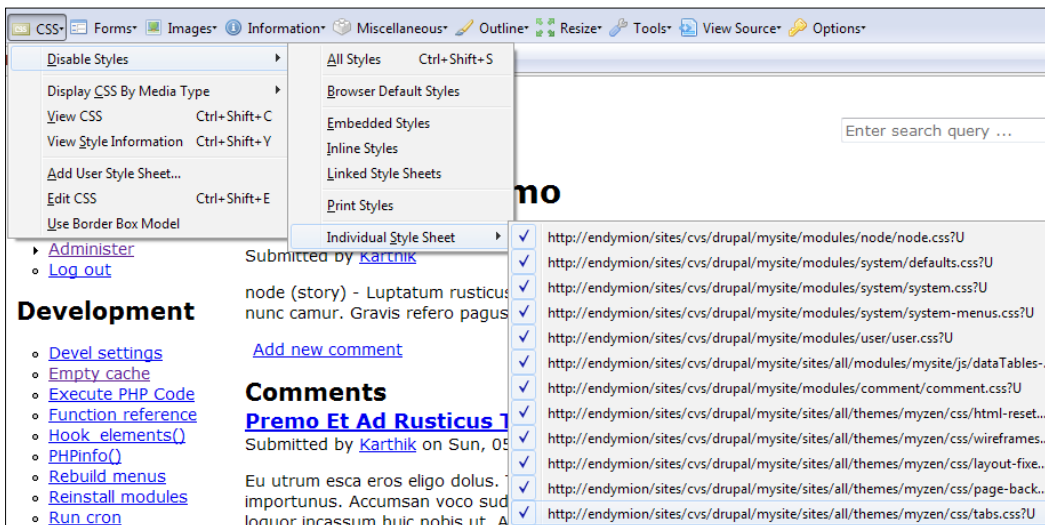 CSS Forms Images Information Miscellaneous Outline Resize Tools View Source Options
Disable Styles
Display CSS By Media Type
View CSS Ctrl+Shift+C
View Style Information Ctrl+Shift+Y
Add User Style Sheet...
Edit CSS Ctrl+Shift+E
Use Border Box Model
All Styles Ctrl+Shift+S
Browser Default Styles
Embedded Styles
Inline Styles
Linked Style Sheets
Print Styles
Individual Style Sheet
http://endymion/sites/cvs/drupal/mysite/modules/node/node.css?U
http://endymion/sites/cvs/drupal/mysite/modules/system/defaults.css?U
http://endymion/sites/cvs/drupal/mysite/modules/system/system.css?U
http://endymion/sites/cvs/drupal/mysite/modules/system/system-menus.css?U
http://endymion/sites/cvs/drupal/mysite/modules/user/user.css?U
http://endymion/sites/cvs/drupal/mysite/sites/all/modules/mysite/js/dataTables-..
http://endymion/sites/cvs/drupal/mysite/modules/comment/comment.css?U
http://endymion/sites/cvs/drupal/mysite/sites/all/themes/myzen/css/html-reset...
http://endymion/sites/cvs/drupal/mysite/sites/all/themes/myzen/css/wireframes...
http://endymion/sites/cvs/drupal/mysite/sites/all/themes/myzen/css/layout-fixe...
http://endymion/sites/cvs/drupal/mysite/sites/all/themes/myzen/css/page-back...
http://endymion/sites/cvs/drupal/mysite/sites/all/themes/myzen/css/tabs.css?U
Enter search query ...
mo
Administer
Log out
Development
Devel settings
Empty cache
Execute PHP Code
Function reference
Hook_elements()
PHPinfo()
Rebuild menus
Reinstall modules
Run cron
Submitted by Karthik
node (story) - Luptatum rusticus
nunc camur. Gravis refero pagus
Add new comment
Comments
Premo Et Ad Rusticus T
Submitted by Karthik on Sun, 05
Eu utrum esca eros eligo dolus.
importunus. Accumsan voco sud
loquor incassum huic nobis ut. A